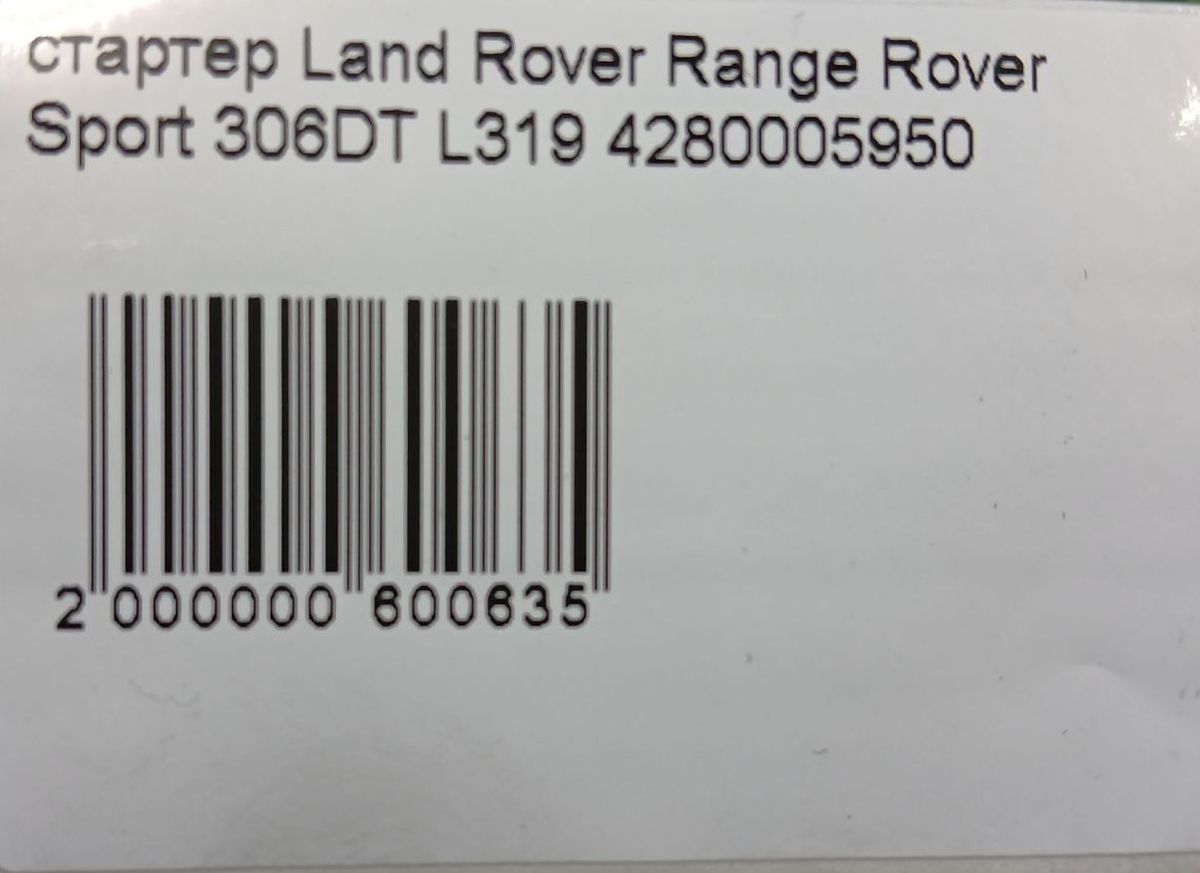 стартер Land Rover Range Rover
Sport 306DT L319 4280005950
2 000000 600635